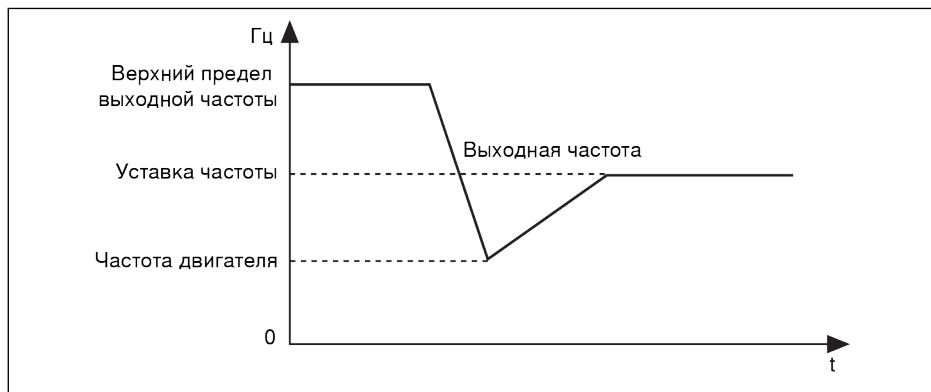 Гц
Верхний предел
выходной частоты
Выходная частота
Уставка частоты
Частота двигателя
0
t